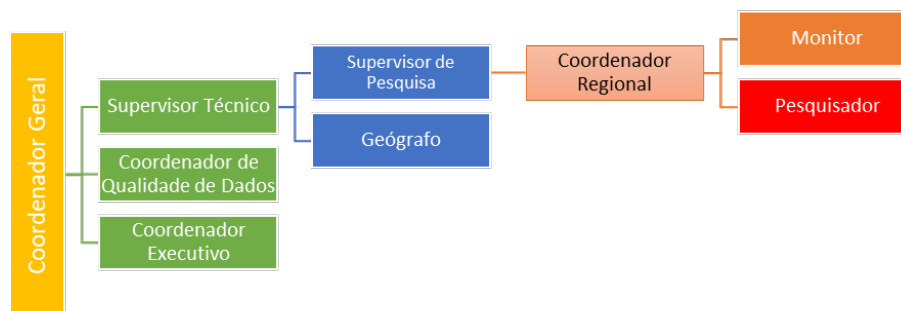 Coordenador Geral
Supervisor Técnico
Coordenador de
Qualidade de Dados
Coordenador
Executivo
Supervisor de
Pesquisa
Geógrafo
Coordenador
Regional
Monitor
Pesquisador